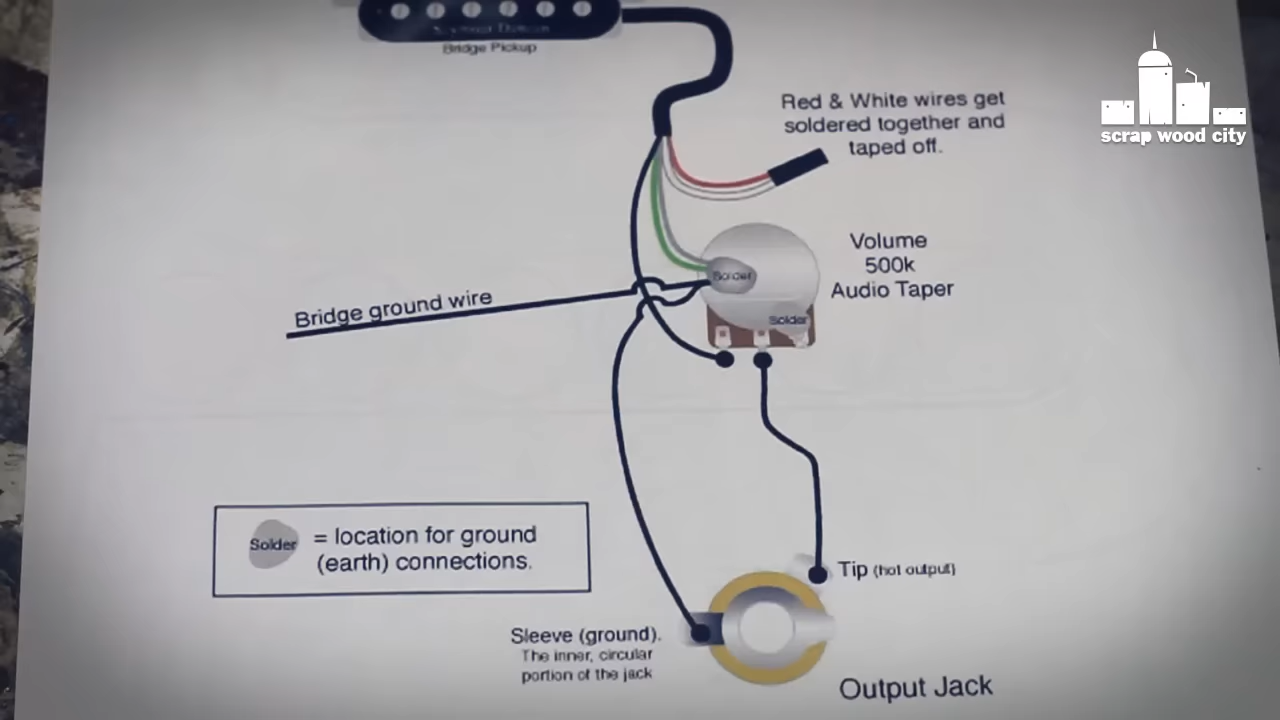 Seymour Duncan
Bridge Pickup
Red & White wires get
soldered together and
taped off.
scrap wood city
Volume
500k
Audio Taper
Solder
Solder
Bridge ground wire
Solder
= location for ground
(earth) connections.
Tip (hot output)
Sleeve (ground).
The inner, circular
portion of the jack
Output Jack